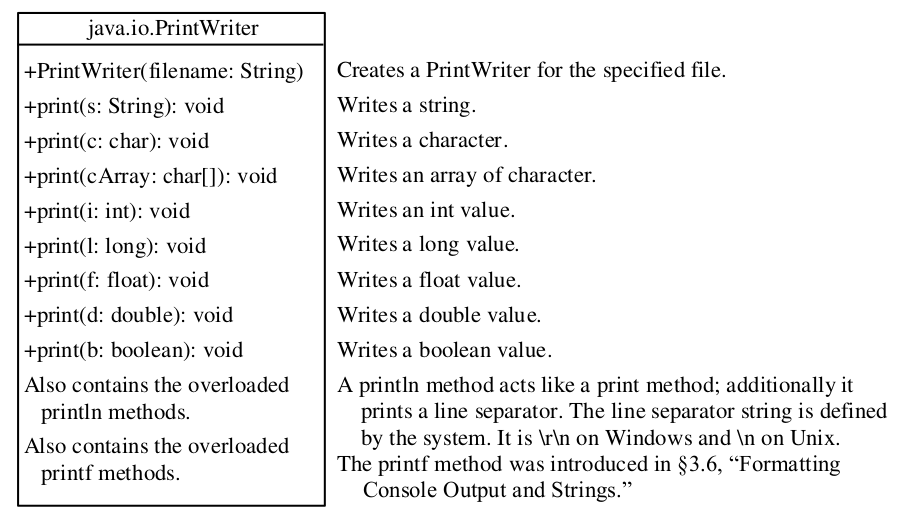 java.io.PrintWriter
+PrintWriter(filename: String) Creates a PrintWriter for the specified file.
+print(s: String): void Writes a string.
+print(c: char): void Writes a character.
+print(cArray: char[]): void Writes an array of character.
+print(i: int): void Writes an int value.
+print(l: long): void Writes a long value.
+print(f: float): void Writes a float value.
+print(d: double): void Writes a double value.
+print(b: boolean): void Writes a boolean value.
Also contains the overloaded
println methods.
A println method acts like a print method; additionally it
prints a line separator. The line separator string is defined
by the system. It is \r\n on Windows and \n on Unix.
Also contains the overloaded
printf methods.
The printf method was introduced in §3.6, “Formatting
Console Output and Strings.”